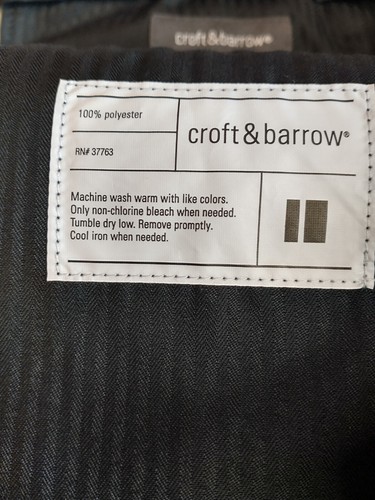 croft&barrow®
100% polyester
croft&barrow®
RN# 37763
Machine wash warm with like colors.
Only non-chlorine bleach when needed.
Tumble dry low. Remove promptly.
Cool iron when needed.